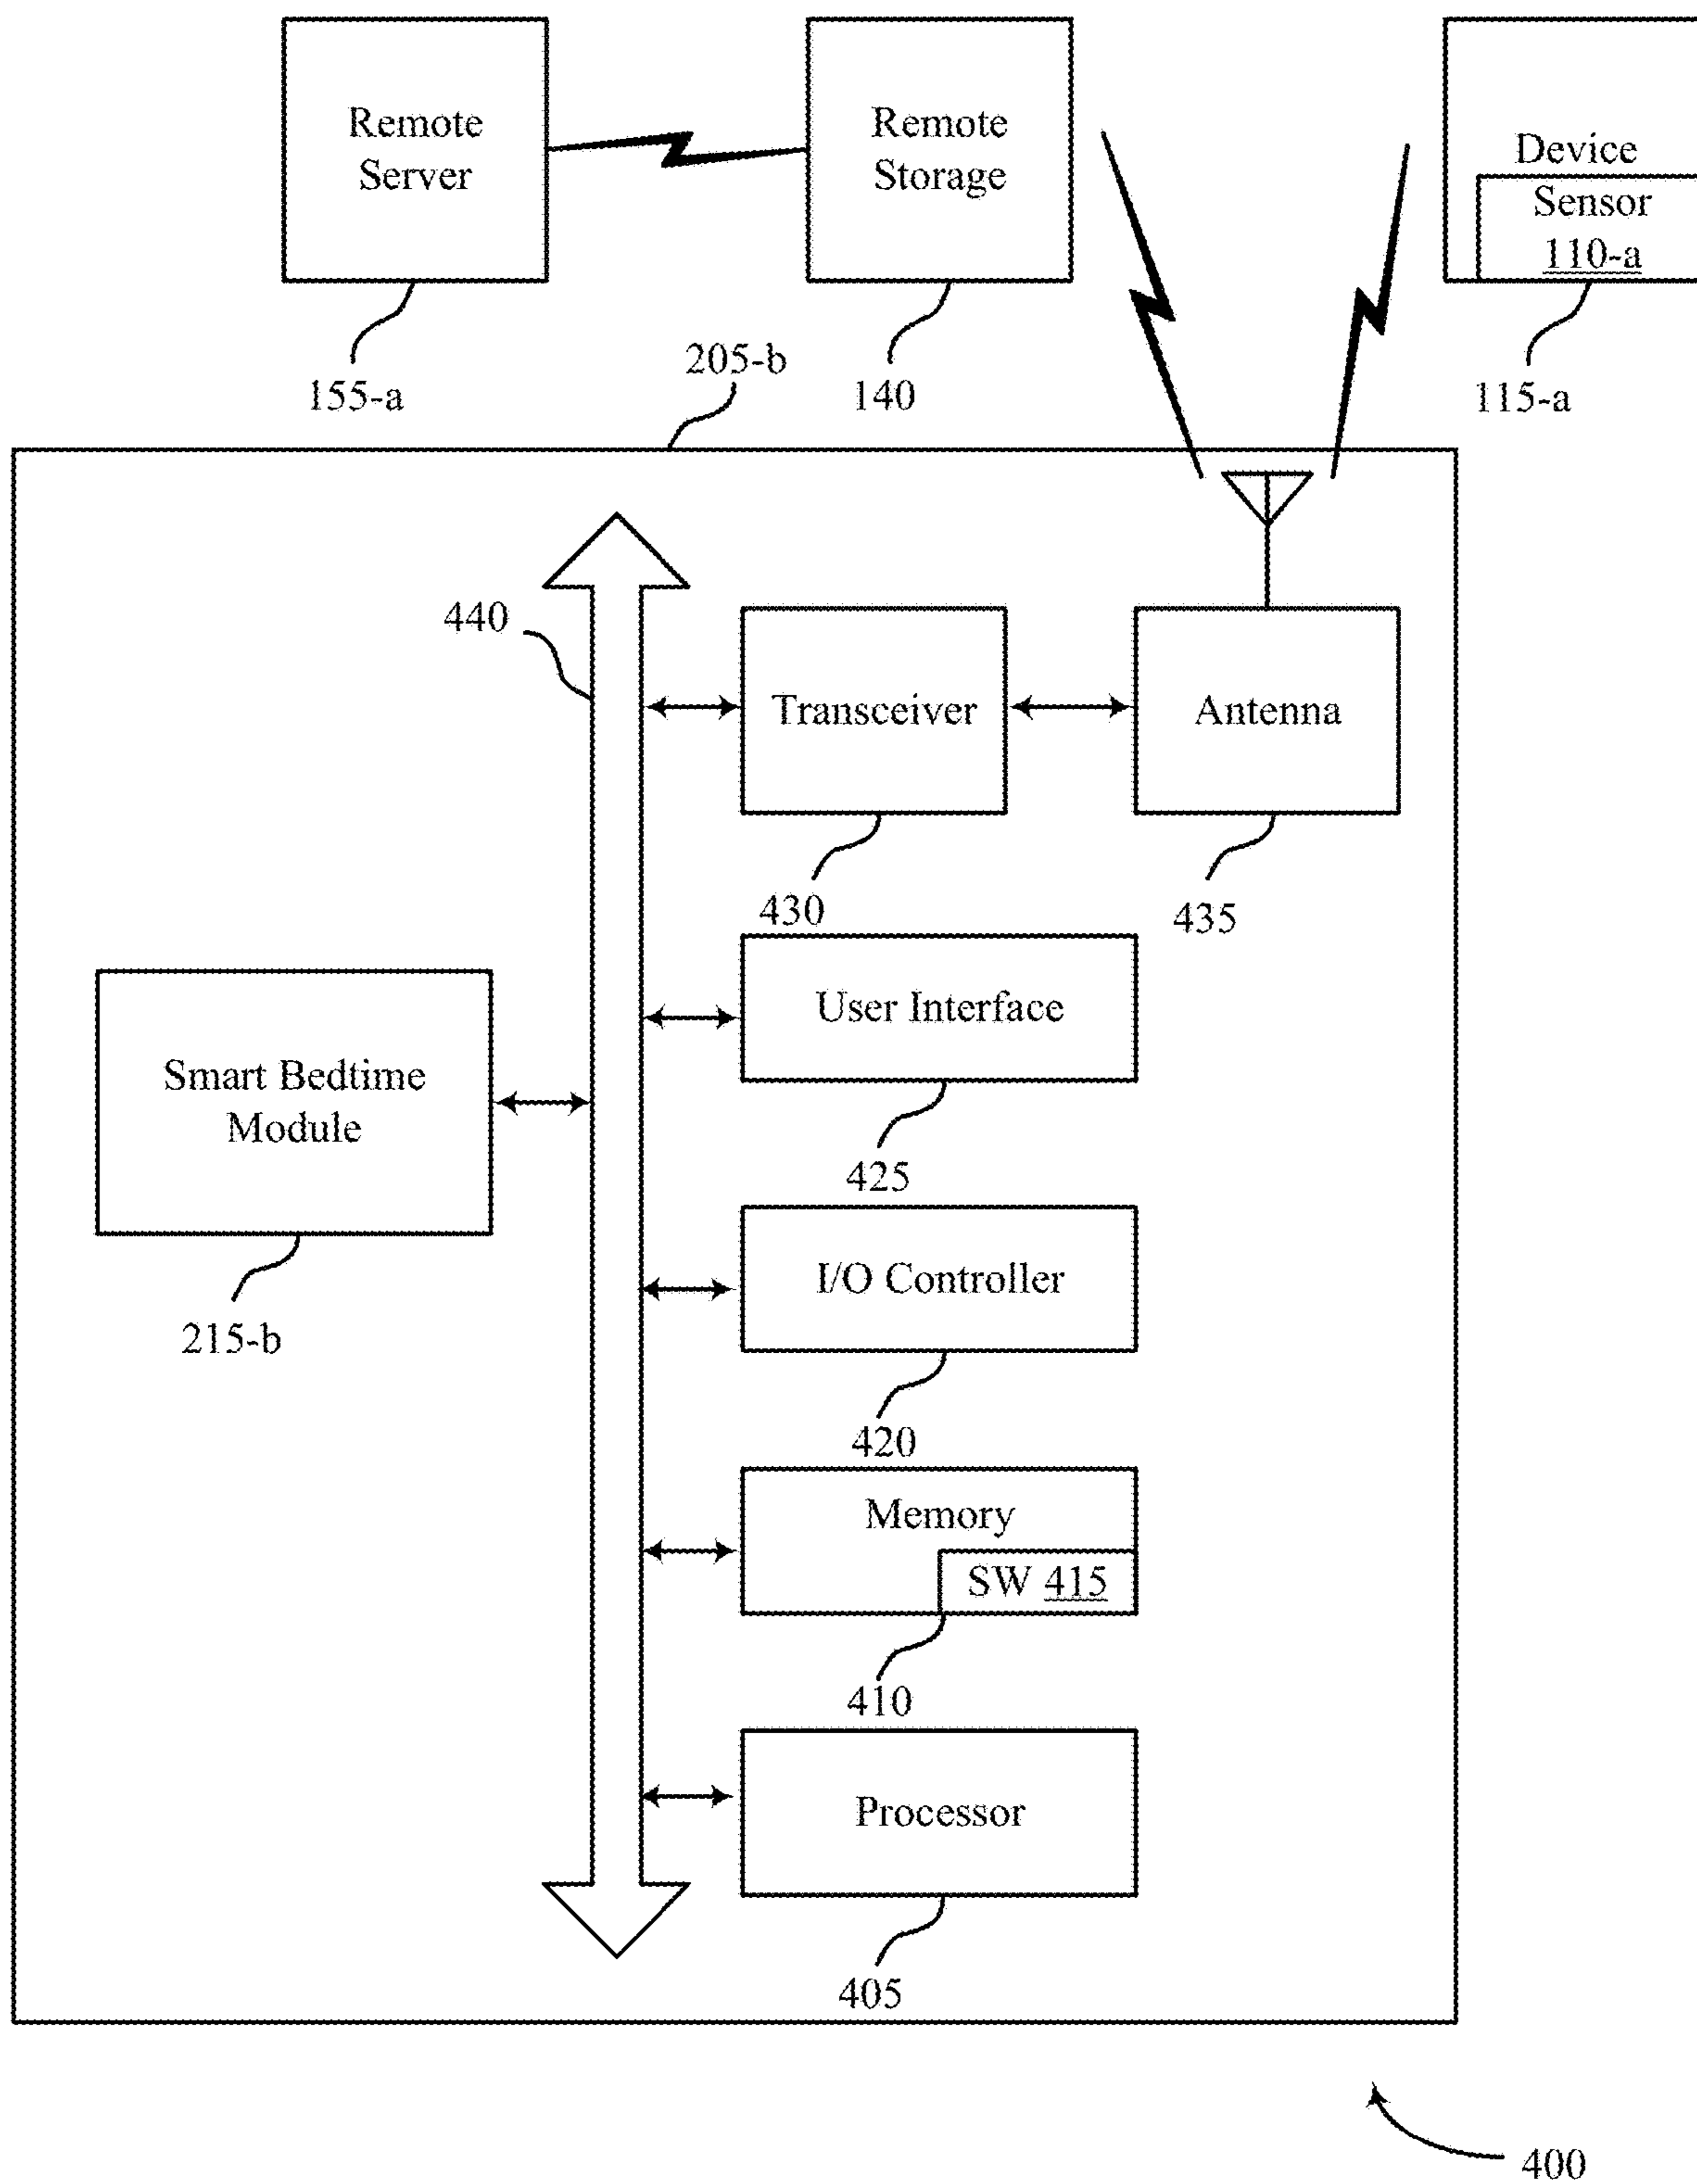 Remote
Server
Remote
Storage
Device
Sensor
110-a
155-a
205-b
140
115-a
440
Transceiver
Antenna
430
435
User Interface
Smart Bedtime
Module
425
I/O Controller
215-b
420
Memory
SW 415
410
Processor
405
400